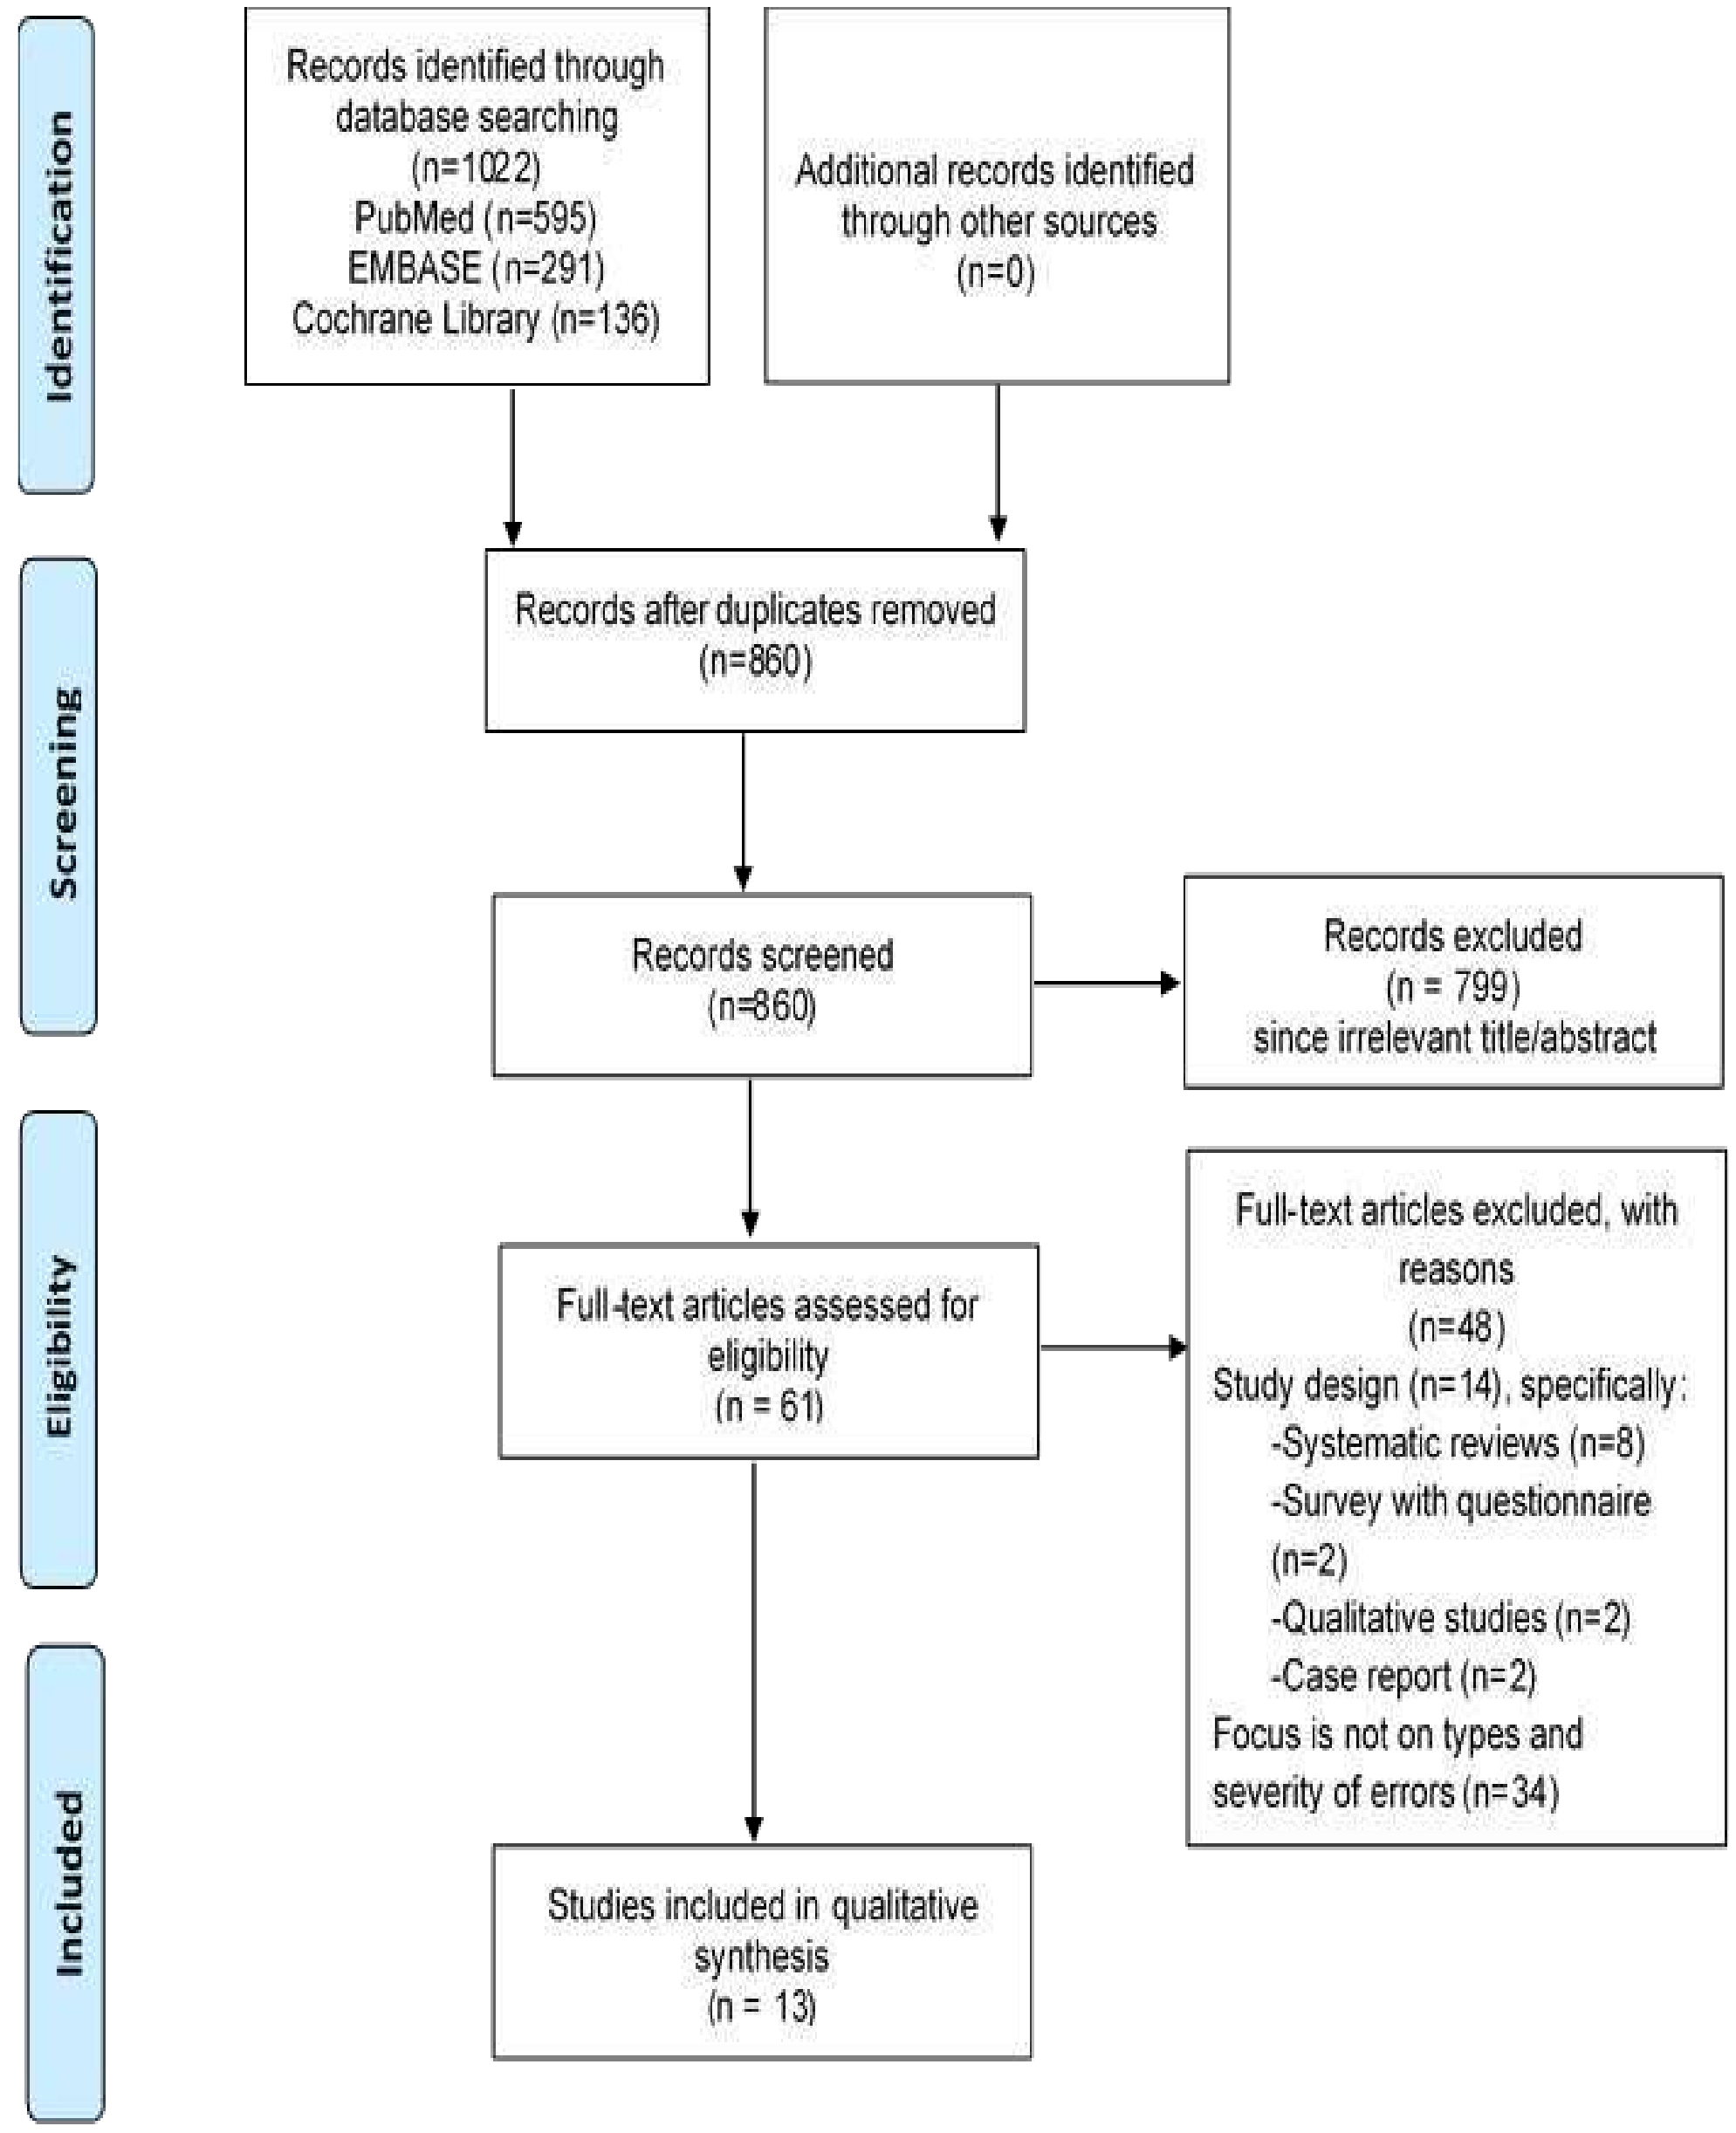 Identification
Records identified through
database searching
(n=1022)
PubMed (n=595)
EMBASE (n=291)
Cochrane Library (n=136)
Additional records identified
through other sources
(n=0)
Screening
Records after duplicates removed
(n=860)
Records screened
(n=860)
Records excluded
(n = 799)
since irrelevant title/abstract
Eligibility
Full-text articles assessed for
eligibility
(n = 61)
Full-text articles excluded, with
reasons
(n=48)
Study design (n=14), specifically:
-Systematic reviews (n=8)
-Survey with questionnaire
(n=2)
-Qualitative studies (n=2)
-Case report (n=2)
Focus is not on types and
severity of errors (n=34)
Included
Studies included in qualitative
synthesis
(n = 13)